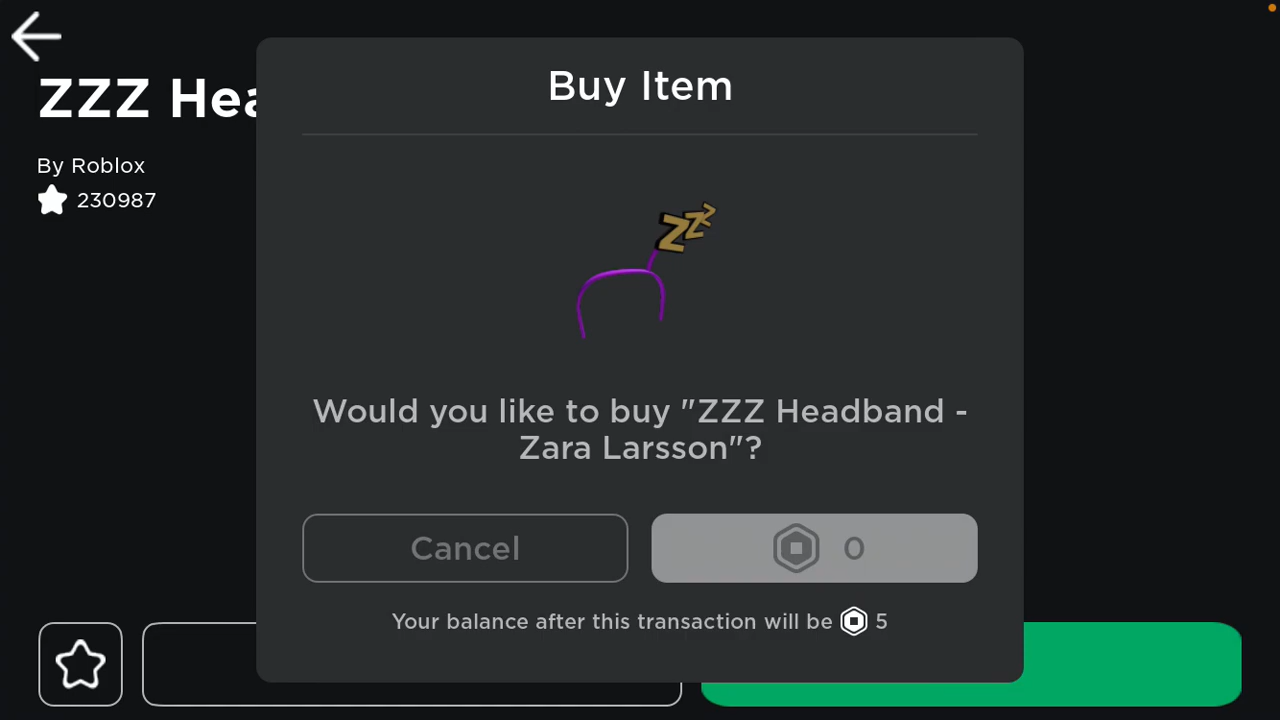 Buy Item
ZZZ Hea
By Roblox
230987
ZZZ
Would you like to buy "ZZZ Headband -
Zara Larsson"?
Cancel
0
Your balance after this transaction will be 5